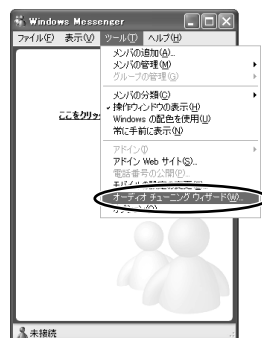 Windows Messenger
ファイル(F) 表示(V) ツール(T) ヘルプ(H)
メンバの追加(A)...
メンバの管理(M)
グループの管理(G)
メンバの分類(C)
操作ウィンドウの表示(H)
Windows の配色を使用(U)
常に手前に表示(N)
アドイン(I)
アドイン Web サイト(S)...
電話番号の公開(P)...
オーディオ チューニング ウィザード(W)...
ここをクリッ
未接続